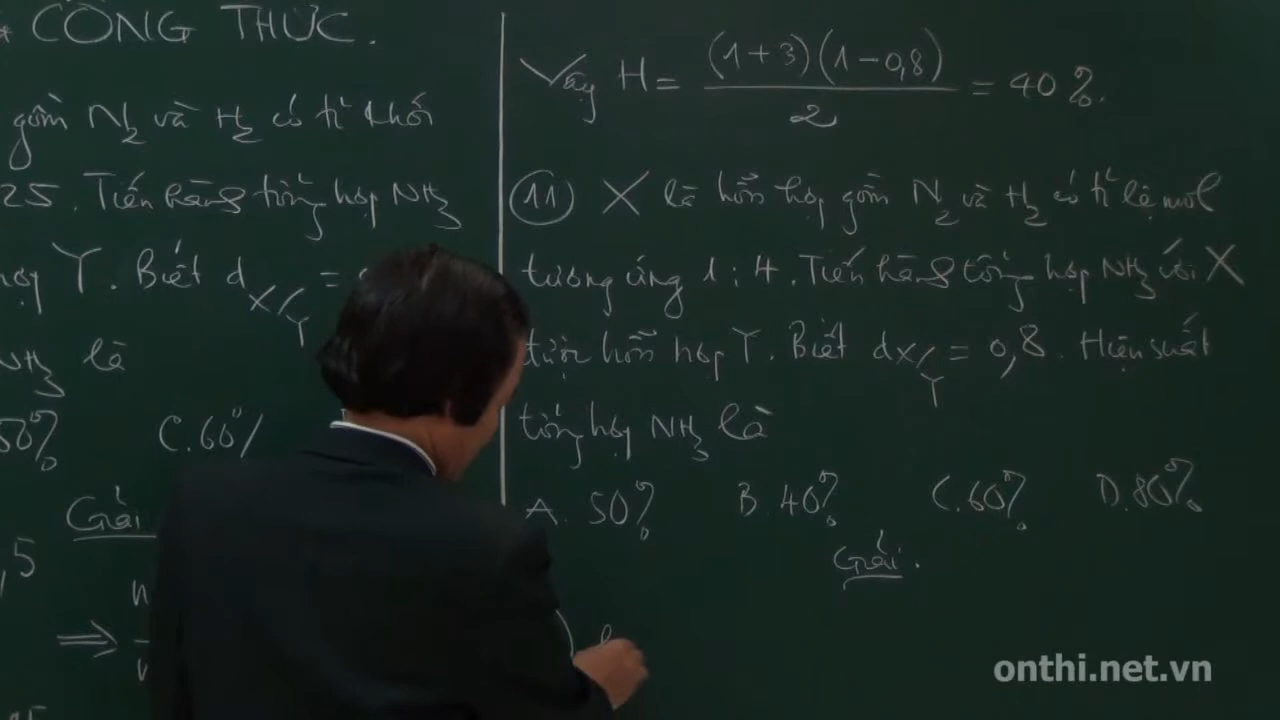 CÔNG THỨC.
gồm N2 và H2 có tỉ khối
25. Tiến hành tổng hợp NH3
hợp Y. Biết dX/Y =
NH3 là
50% C.60%
Giải
,5
⇒ n
Vậy H = (1+3)(1-0,8)/2 = 40%.
(11) X là hỗn hợp gồm N2 và H2 có tỉ lệ mol
tương ứng 1:4. Tiến hành tổng hợp NH3 với X
được hỗn hợp Y. Biết dX/Y = 0,8. Hiệu suất
tổng hợp NH3 là
A. 50% B.40% C.60% D.80%
Giải.
onthi.net.vn